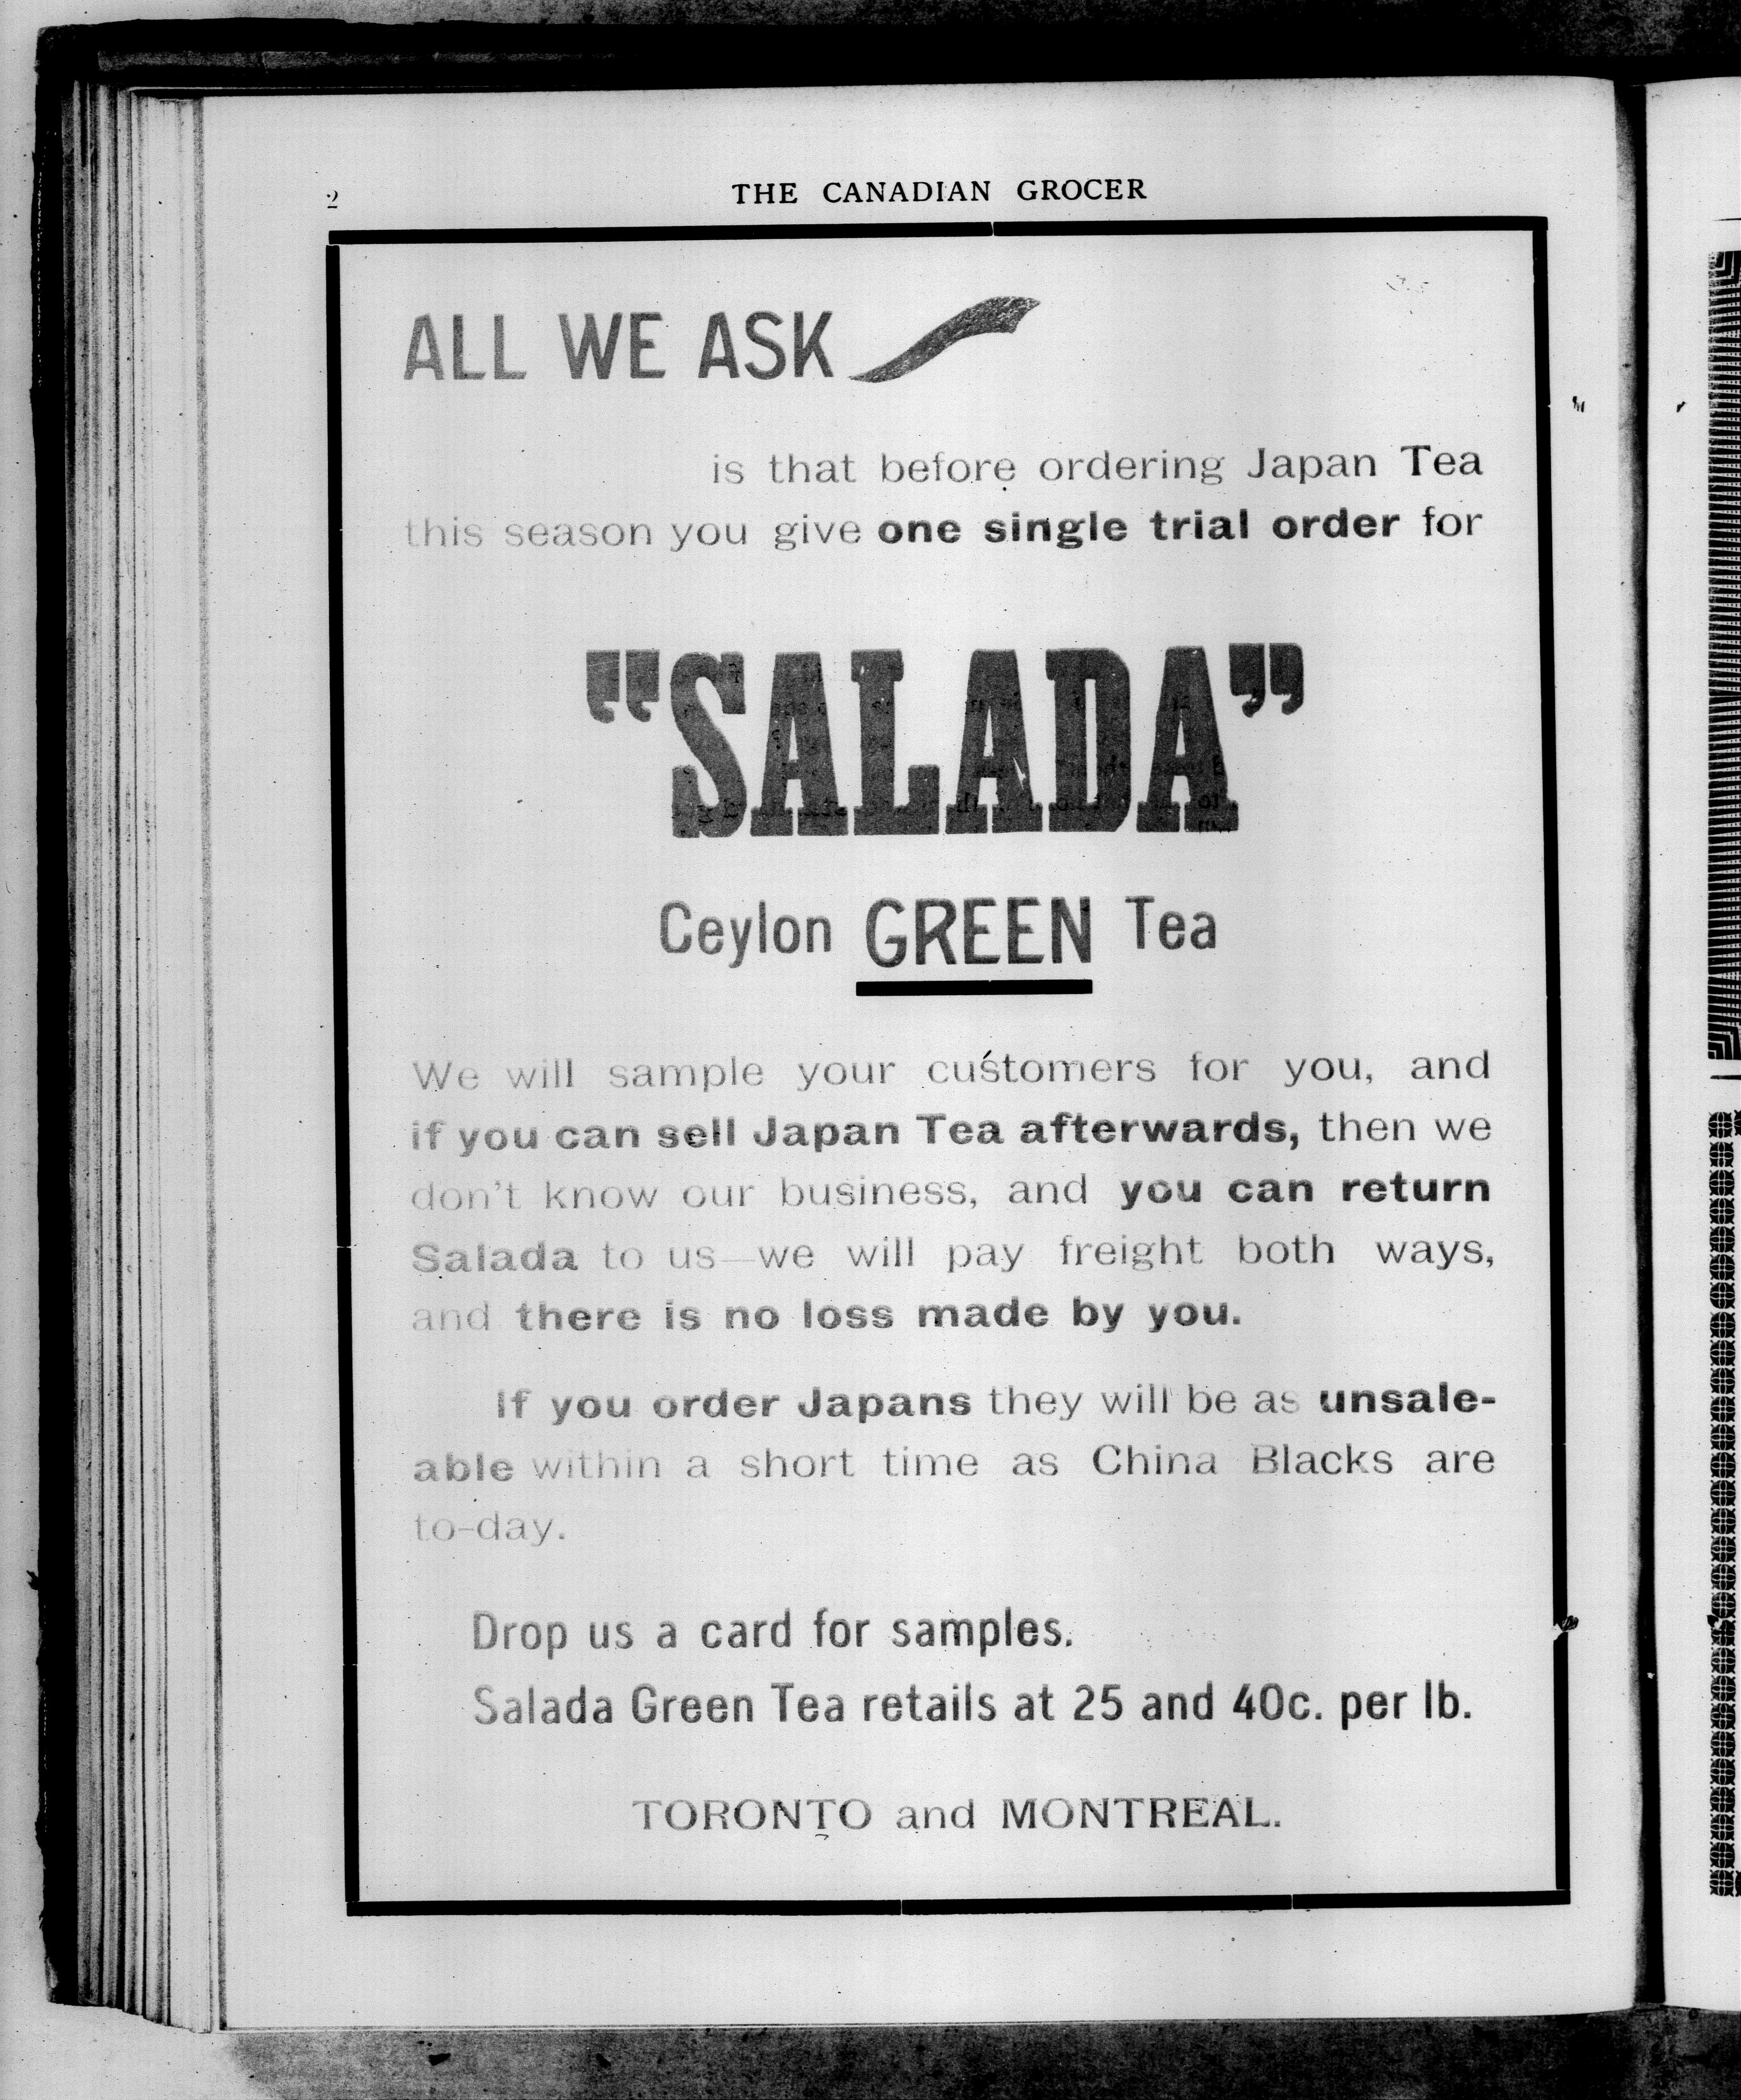 2
THE CANADIAN GROCER
ALL WE ASK
is that before ordering Japan Tea
this season you give one single trial order for
"SALADA"
Ceylon GREEN Tea
We will sample your customers for you, and
if you can sell Japan Tea afterwards, then we
don't know our business, and you can return
Salada to us—we will pay freight both ways,
and there is no loss made by you.
If you order Japans they will be as unsale-
able within a short time as China Blacks are
to-day.
Drop us a card for samples.
Salada Green Tea retails at 25 and 40c. per lb.
TORONTO and MONTREAL.